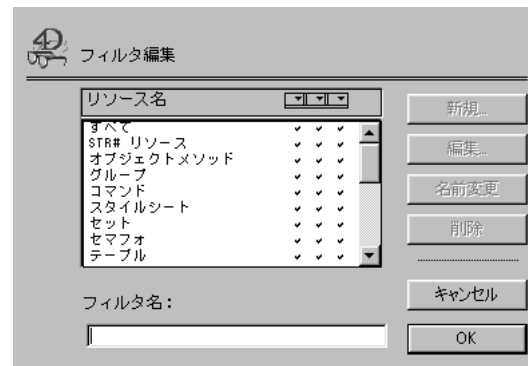 4D
フィルタ編集
リソース名
すべて
STR# リソース
オブジェクトメソッド
グループ
コマンド
スタイルシート
セット
セマフォ
テーブル
フィルタ名：
新規...
編集...
名前変更
削除
キャンセル
OK